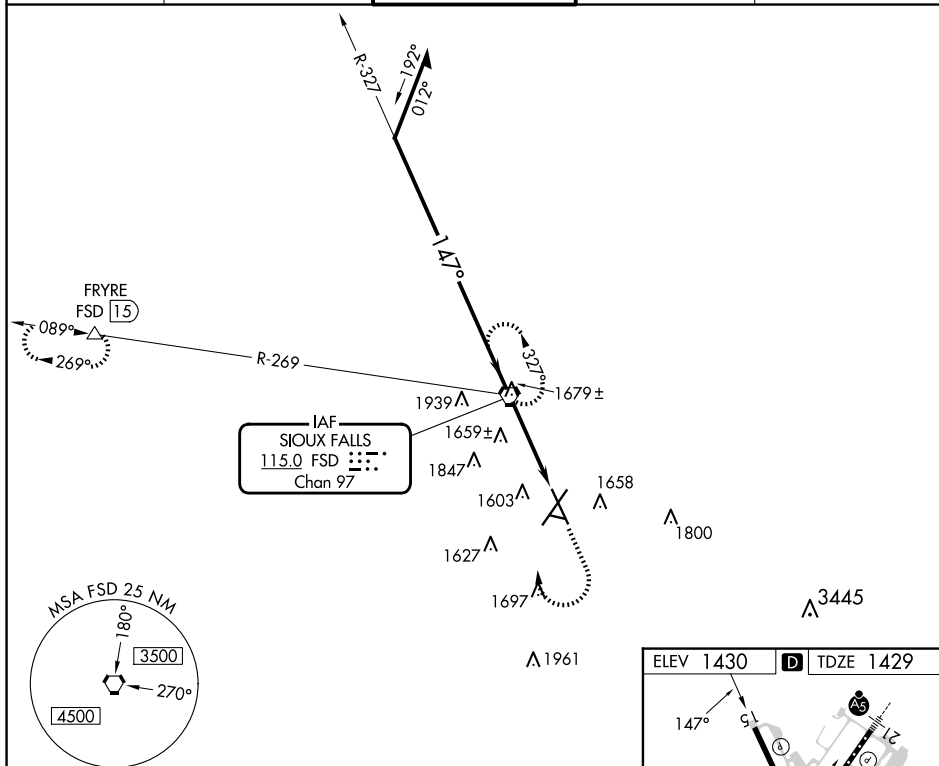 R-327
192°
012°
147°
FRYRE
FSD 15
089°
269°
R-269
327°
1939
1679±
IAF
SIOUX FALLS
115.0 FSD
Chan 97
1659±
1847
1603
1658
1800
1627
1697
3445
1961
MSA FSD 25 NM
180°
3500
270°
4500
ELEV 1430 D TDZE 1429
147°
15
A5
21
P
P